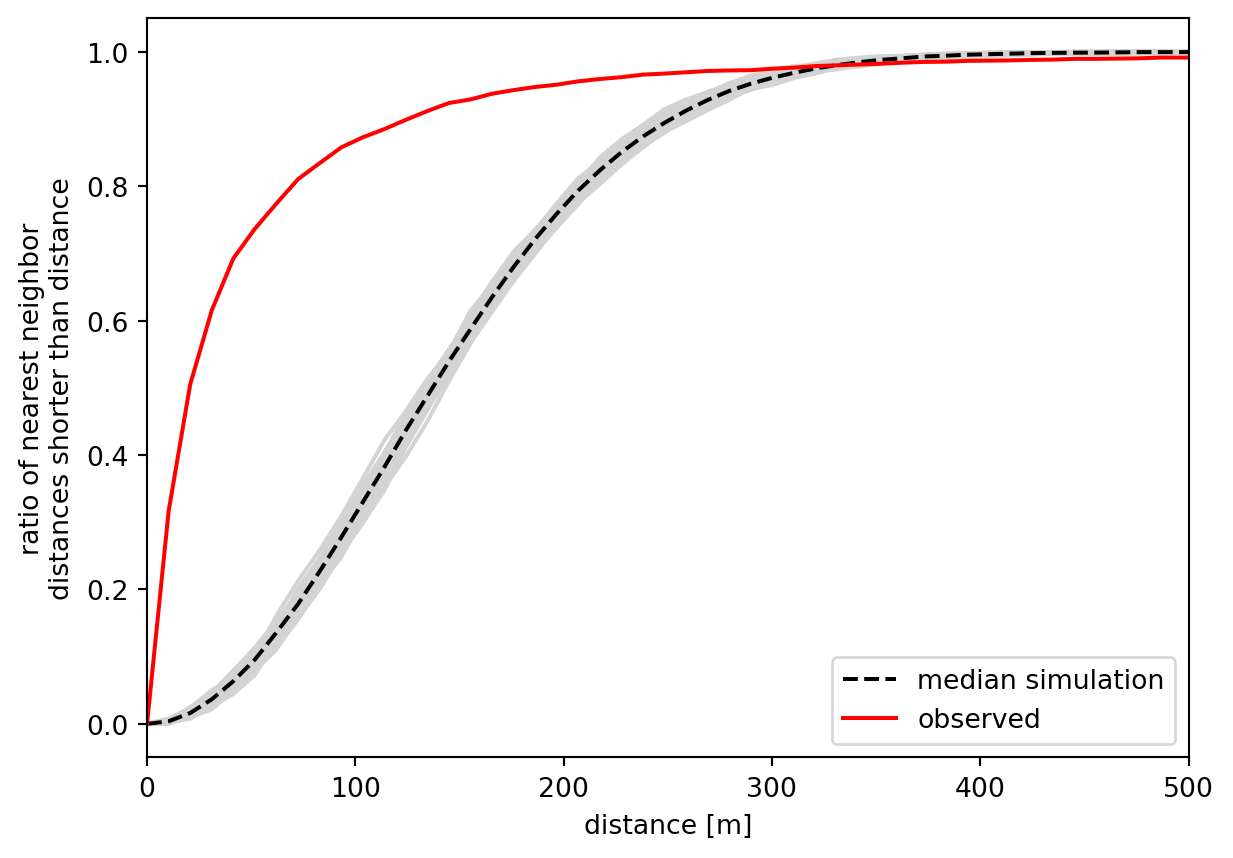 1.0
0.8
0.6
0.4
0.2
0.0
ratio of nearest neighbor
distances shorter than distance
median simulation
observed
0 100 200 300 400 500
distance [m]